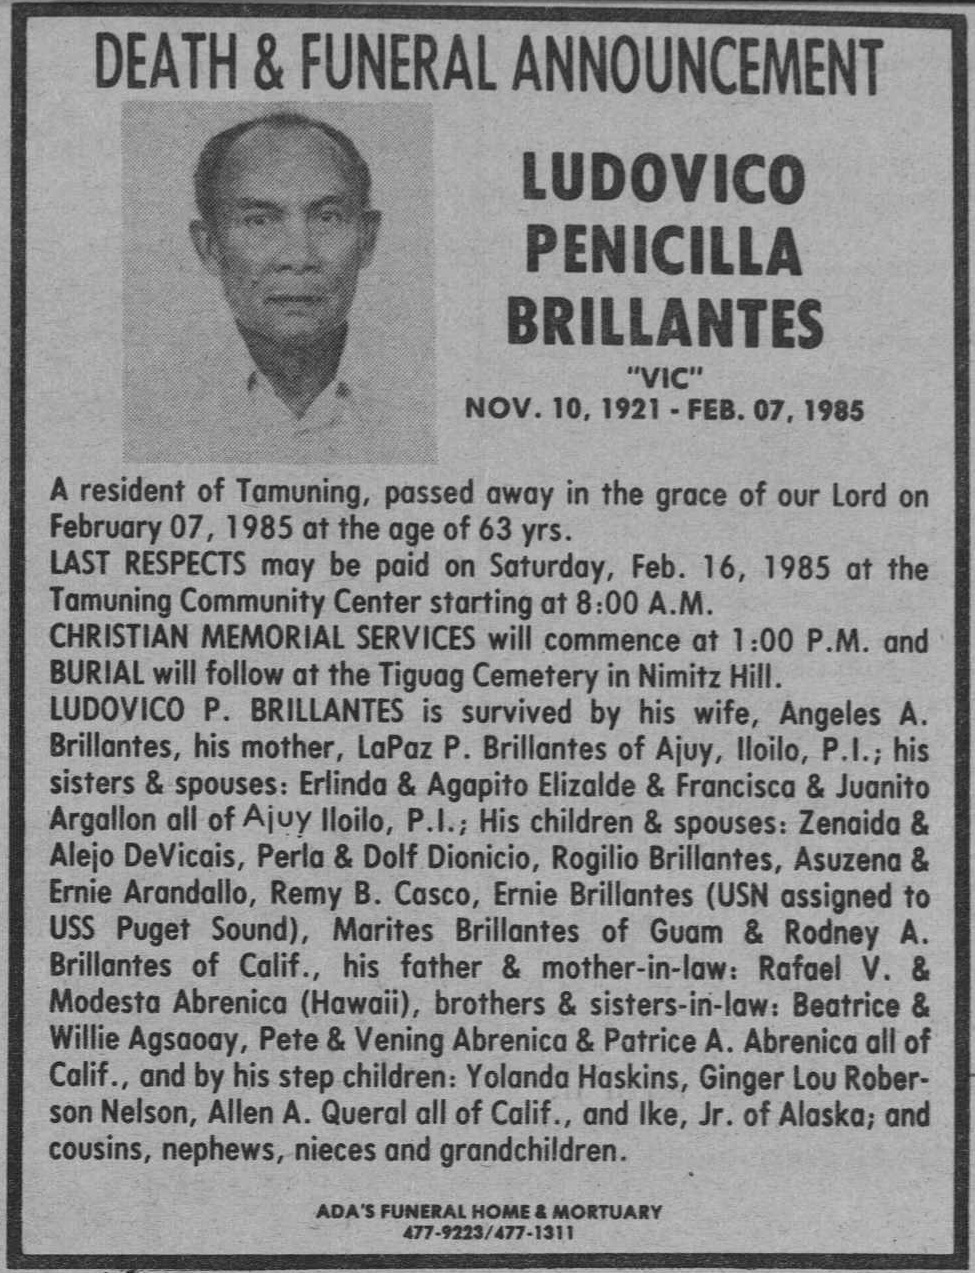 DEATH & FUNERAL ANNOUNCEMENT
LUDOVICO
PENICILLA
BRILLANTES
"VIC"
NOV. 10, 1921 - FEB. 07, 1985
A resident of Tamuning, passed away in the grace of our Lord on
February 07, 1985 at the age of 63 yrs.
LAST RESPECTS may be paid on Saturday, Feb. 16, 1985 at the
Tamuning Community Center starting at 8:00 A.M.
CHRISTIAN MEMORIAL SERVICES will commence at 1:00 P.M. and
BURIAL will follow at the Tiguag Cemetery in Nimitz Hill.
LUDOVICO P. BRILLANTES is survived by his wife, Angeles A.
Brillantes, his mother, LaPaz P. Brillantes of Ajuy, Iloilo, P.I.; his
sisters & spouses: Erlinda & Agapito Elizalde & Francisca & Juanito
Argallon all of Ajuy Iloilo, P.I.; His children & spouses: Zenaida &
Alejo DeVicais, Perla & Dolf Dionicio, Rogilio Brillantes, Asuzena &
Ernie Arandallo, Remy B. Casco, Ernie Brillantes (USN assigned to
USS Puget Sound), Marites Brillantes of Guam & Rodney A.
Brillantes of Calif., his father & mother-in-law: Rafael V. &
Modesta Abrenica (Hawaii), brothers & sisters-in-law: Beatrice &
Willie Agsaoay, Pete & Vening Abrenica & Patrice A. Abrenica all of
Calif., and by his step children: Yolanda Haskins, Ginger Lou Rober-
son Nelson, Allen A. Queral all of Calif., and Ike, Jr. of Alaska; and
cousins, nephews, nieces and grandchildren.
ADA'S FUNERAL HOME & MORTUARY
477-9223/477-1311